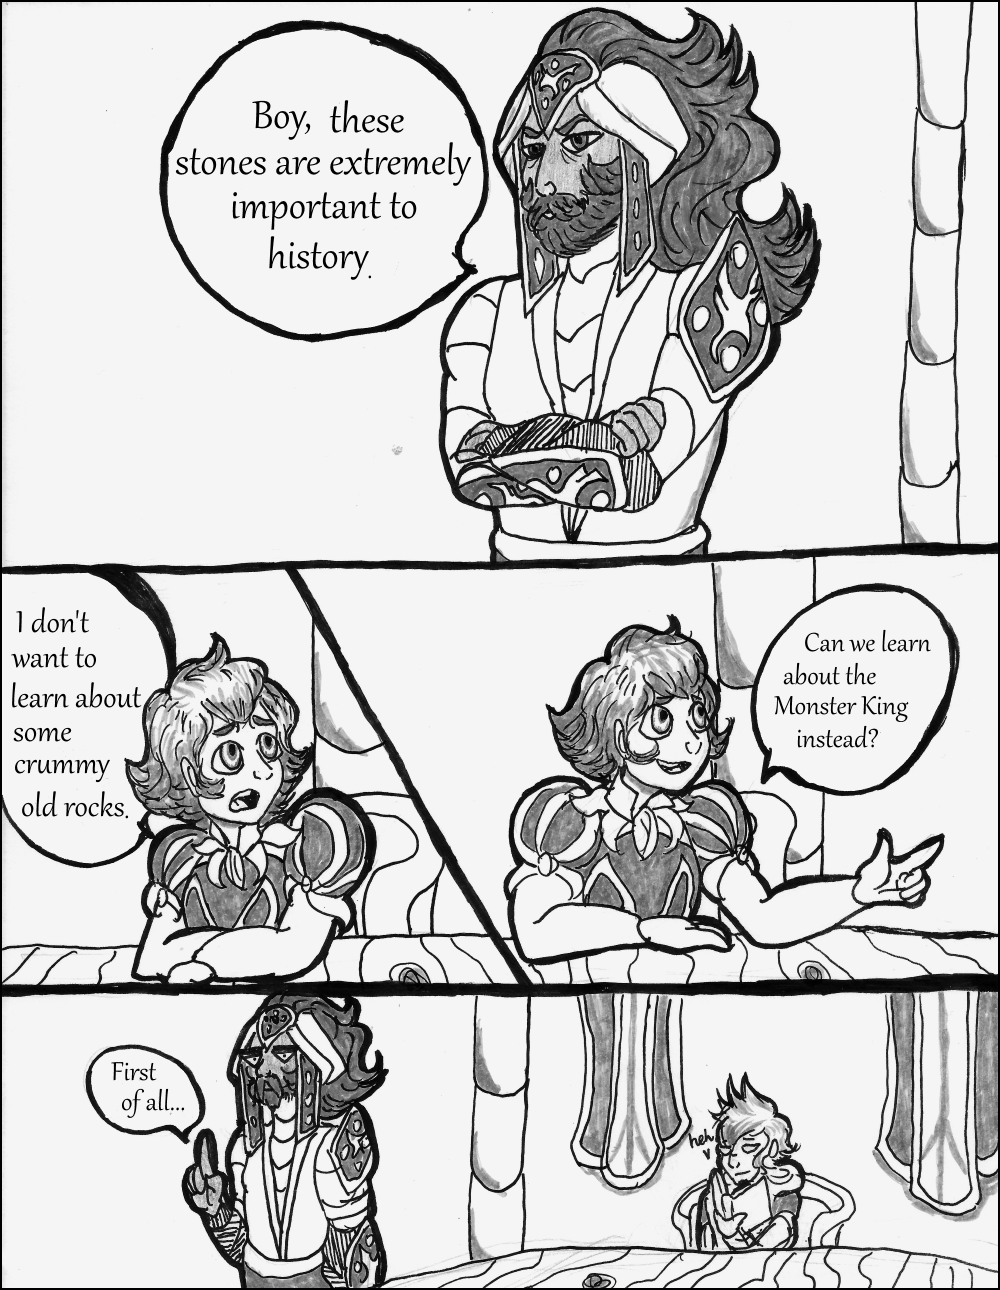 Boy, these
stones are extremely
important to
history.
I don't
want to
learn about
some
crummy
old rocks.
Can we learn
about the
Monster King
instead?
First
of all...
heh